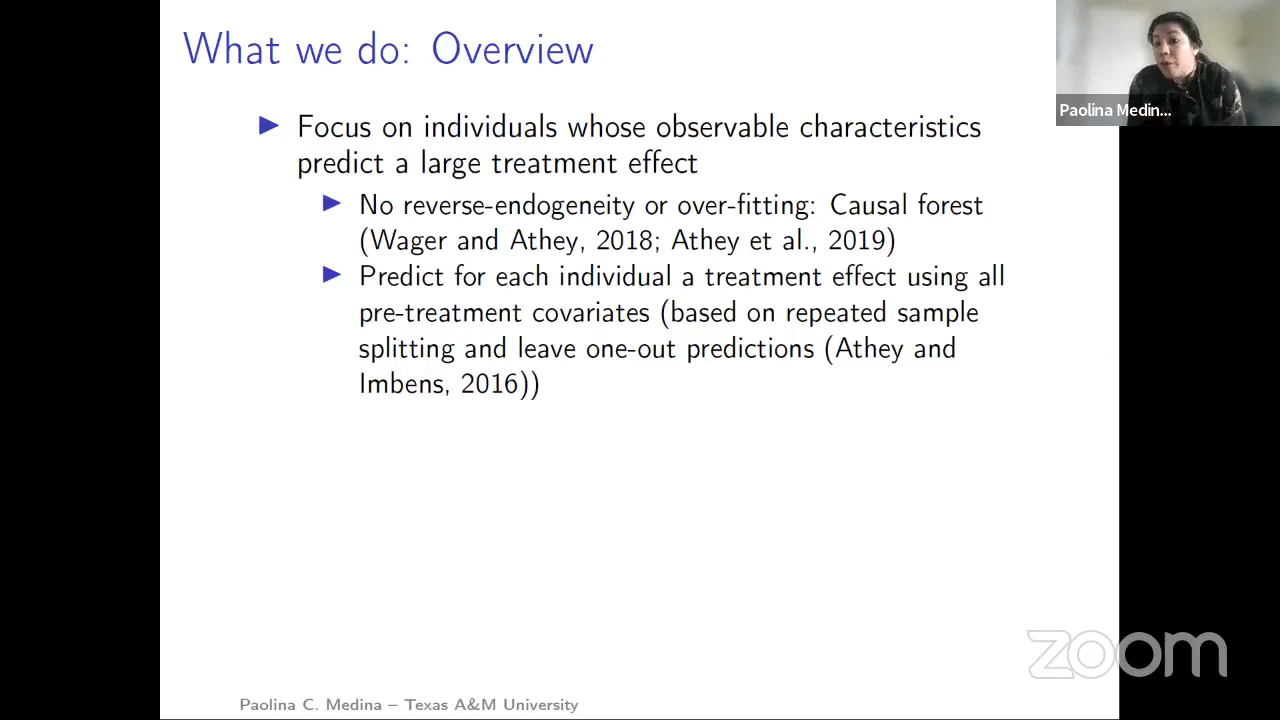 What we do: Overview
Focus on individuals whose observable characteristics
predict a large treatment effect
No reverse-endogeneity or over-fitting: Causal forest
(Wager and Athey, 2018; Athey et al., 2019)
Predict for each individual a treatment effect using all
pre-treatment covariates (based on repeated sample
splitting and leave one-out predictions (Athey and
Imbens, 2016))
Paolina Medin...
zoom
Paolina C. Medina – Texas A&M University